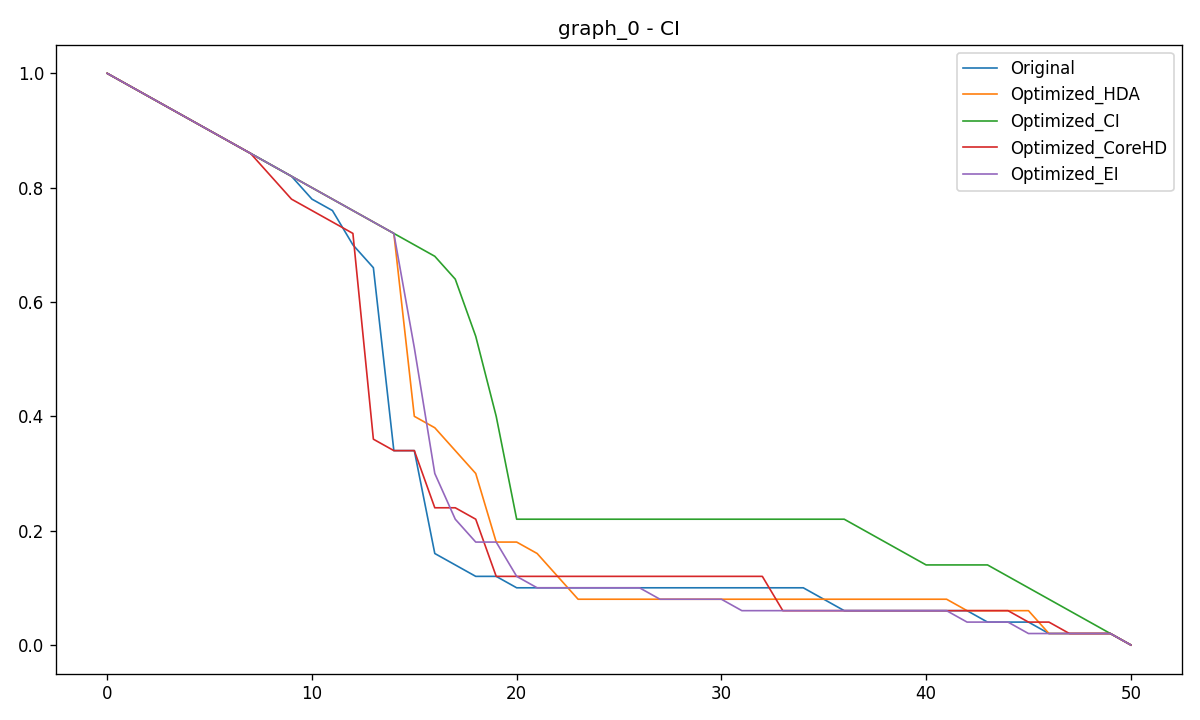 graph_0 - CI
Original
Optimized_HDA
Optimized_CI
Optimized_CoreHD
Optimized_EI
1.0
0.8
0.6
0.4
0.2
0.0
0 10 20 30 40 50